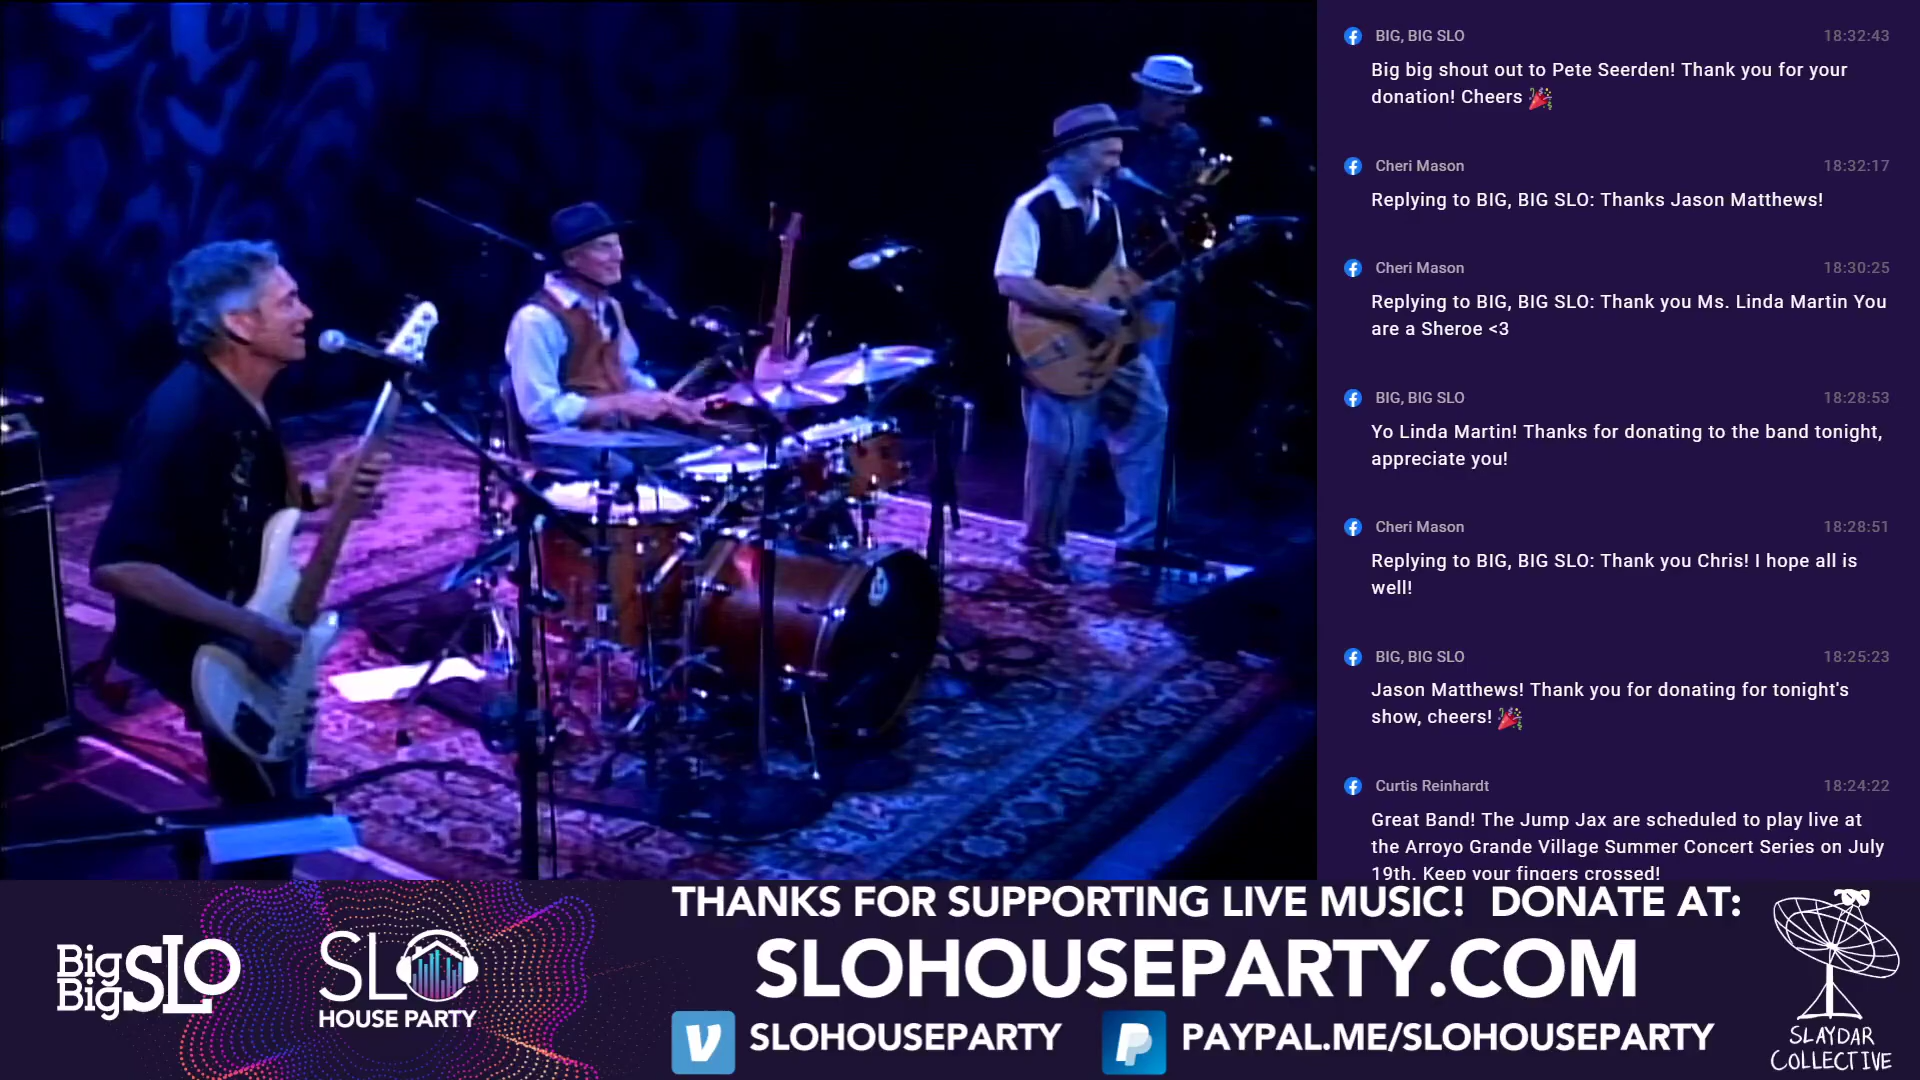 BIG, BIG SLO 18:32:43
Big big shout out to Pete Seerden! Thank you for your
donation! Cheers 🎉
Cheri Mason 18:32:17
Replying to BIG, BIG SLO: Thanks Jason Matthews!
Cheri Mason 18:30:25
Replying to BIG, BIG SLO: Thank you Ms. Linda Martin You
are a Sheroe <3
BIG, BIG SLO 18:28:53
Yo Linda Martin! Thanks for donating to the band tonight,
appreciate you!
Cheri Mason 18:28:51
Replying to BIG, BIG SLO: Thank you Chris! I hope all is
well!
BIG, BIG SLO 18:25:23
Jason Matthews! Thank you for donating for tonight's
show, cheers! 🎉
Curtis Reinhardt 18:24:22
Great Band! The Jump Jax are scheduled to play live at
the Arroyo Grande Village Summer Concert Series on July
19th. Keep your fingers crossed!
Big
Big SLO
SLO
HOUSE PARTY
THANKS FOR SUPPORTING LIVE MUSIC! DONATE AT:
SLOHOUSEPARTY.COM
SLOHOUSEPARTY
PAYPAL.ME/SLOHOUSEPARTY
SLAYDAR
COLLECTIVE